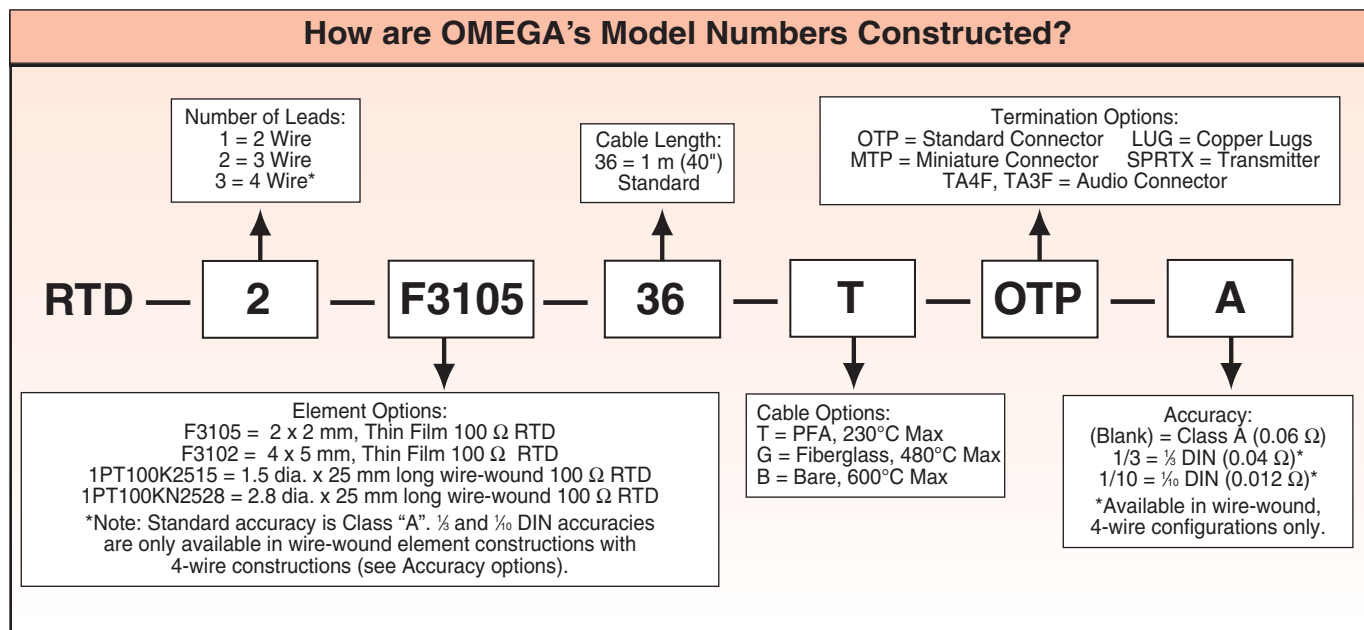 How are OMEGA's Model Numbers Constructed?
Number of Leads:
1 = 2 Wire
2 = 3 Wire
3 = 4 Wire*
Cable Length:
36 = 1 m (40")
Standard
Termination Options:
OTP = Standard Connector LUG = Copper Lugs
MTP = Miniature Connector SPRTX = Transmitter
TA4F, TA3F = Audio Connector
RTD — 2 — F3105 — 36 — T — OTP — A
Element Options:
F3105 = 2 x 2 mm, Thin Film 100 Ω RTD
F3102 = 4 x 5 mm, Thin Film 100 Ω RTD
1PT100K2515 = 1.5 dia. x 25 mm long wire-wound 100 Ω RTD
1PT100KN2528 = 2.8 dia. x 25 mm long wire-wound 100 Ω RTD
*Note: Standard accuracy is Class “A”. ⅓ and ⅒ DIN accuracies
are only available in wire-wound element constructions with
4-wire constructions (see Accuracy options).
Cable Options:
T = PFA, 230°C Max
G = Fiberglass, 480°C Max
B = Bare, 600°C Max
Accuracy:
(Blank) = Class A (0.06 Ω)
1/3 = ⅓ DIN (0.04 Ω)*
1/10 = ⅒ DIN (0.012 Ω)*
*Available in wire-wound,
4-wire configurations only.